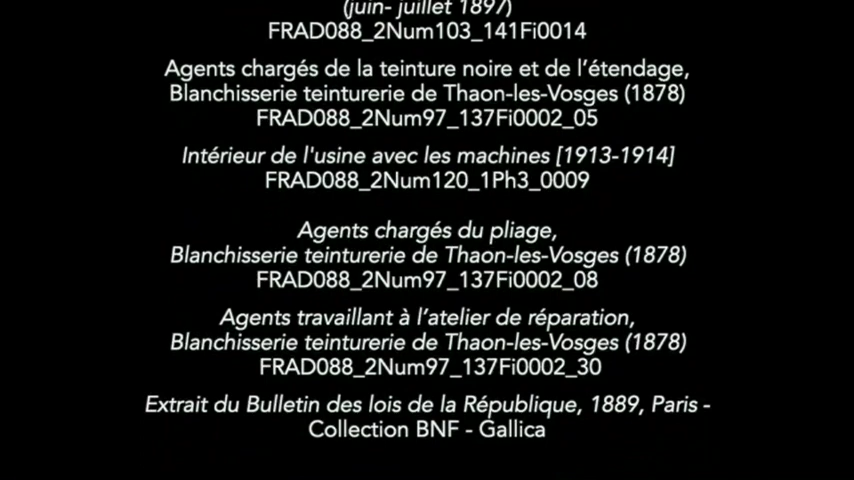 (juin- juillet 1897)
FRAD088_2Num103_141Fi0014
Agents chargés de la teinture noire et de l’étendage,
Blanchisserie teinturerie de Thaon-les-Vosges (1878)
FRAD088_2Num97_137Fi0002_05
Intérieur de l'usine avec les machines [1913-1914]
FRAD088_2Num120_1Ph3_0009
Agents chargés du pliage,
Blanchisserie teinturerie de Thaon-les-Vosges (1878)
FRAD088_2Num97_137Fi0002_08
Agents travaillant à l’atelier de réparation,
Blanchisserie teinturerie de Thaon-les-Vosges (1878)
FRAD088_2Num97_137Fi0002_30
Extrait du Bulletin des lois de la République, 1889, Paris -
Collection BNF - Gallica